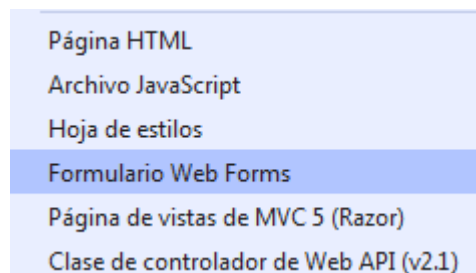 Página HTML
Archivo JavaScript
Hoja de estilos
Formulario Web Forms
Página de vistas de MVC 5 (Razor)
Clase de controlador de Web API (v2.1)